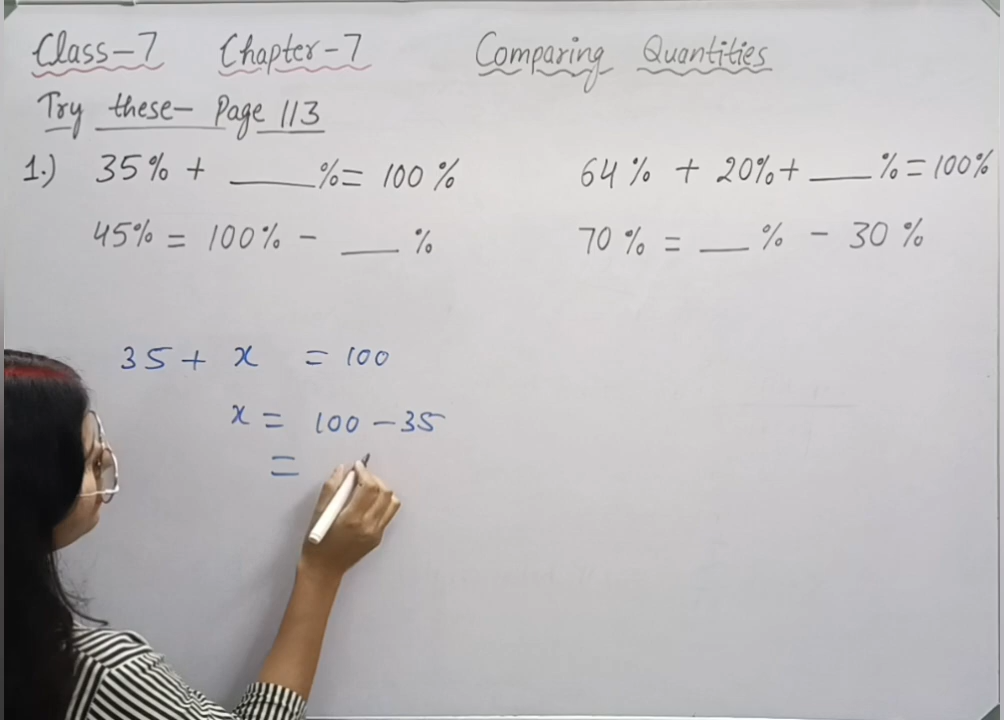 Class-7 Chapter-7 Comparing Quantities
Try these- Page 113
1.) 35% + ____% = 100% 64% + 20% + ____% = 100%
45% = 100% - ____% 70% = ____% - 30%
35 + x = 100
x = 100 - 35
=